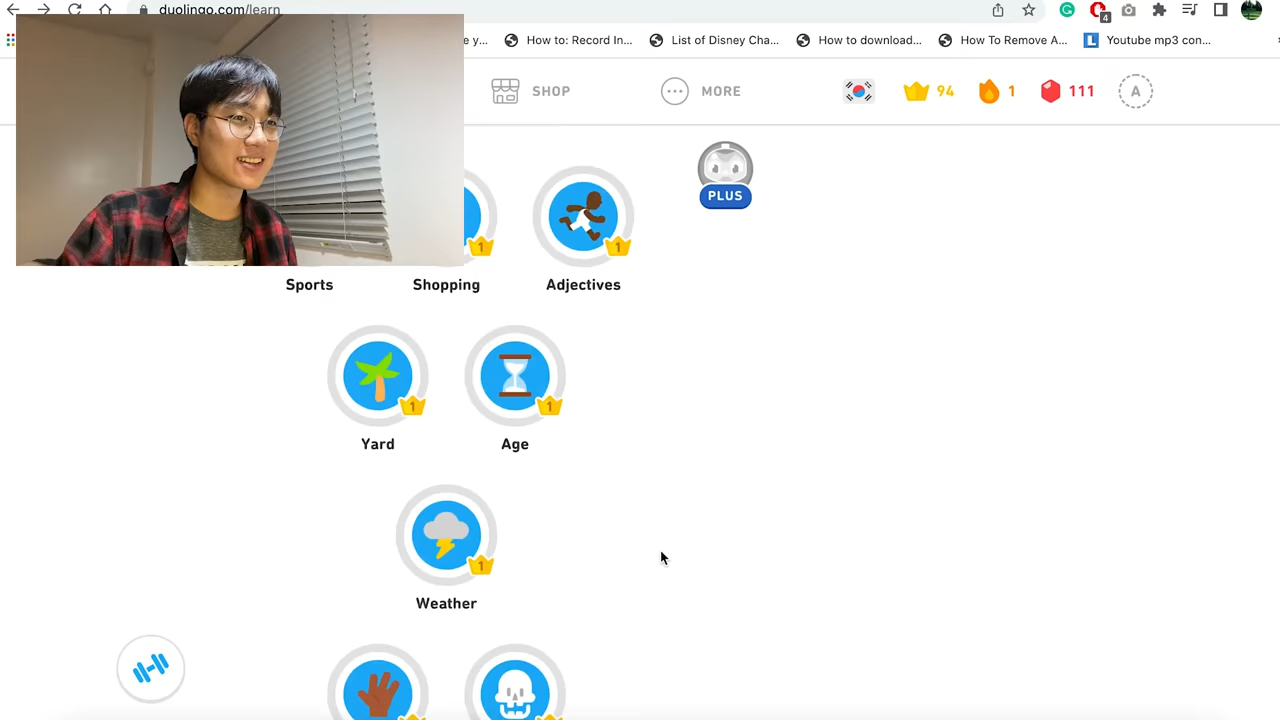 duolingo.com/learn
4
e y...
How to: Record In...
List of Disney Cha...
How to download...
How To Remove A...
L
Youtube mp3 con...
SHOP
MORE
94
1
111
A
PLUS
1
1
Sports
Shopping
Adjectives
1
1
Yard
Age
1
Weather